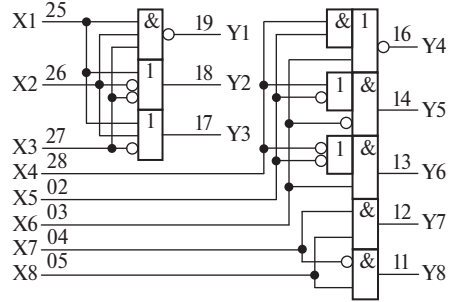 X1 25 & 19 Y1
& 1 16 Y4
X2 26 1 18 Y2
1 & 14 Y5
X3 27 1 17 Y3
X4 28
1 & 13 Y6
X5 02
X6 03
& 12 Y7
X7 04
X8 05 & 11 Y8